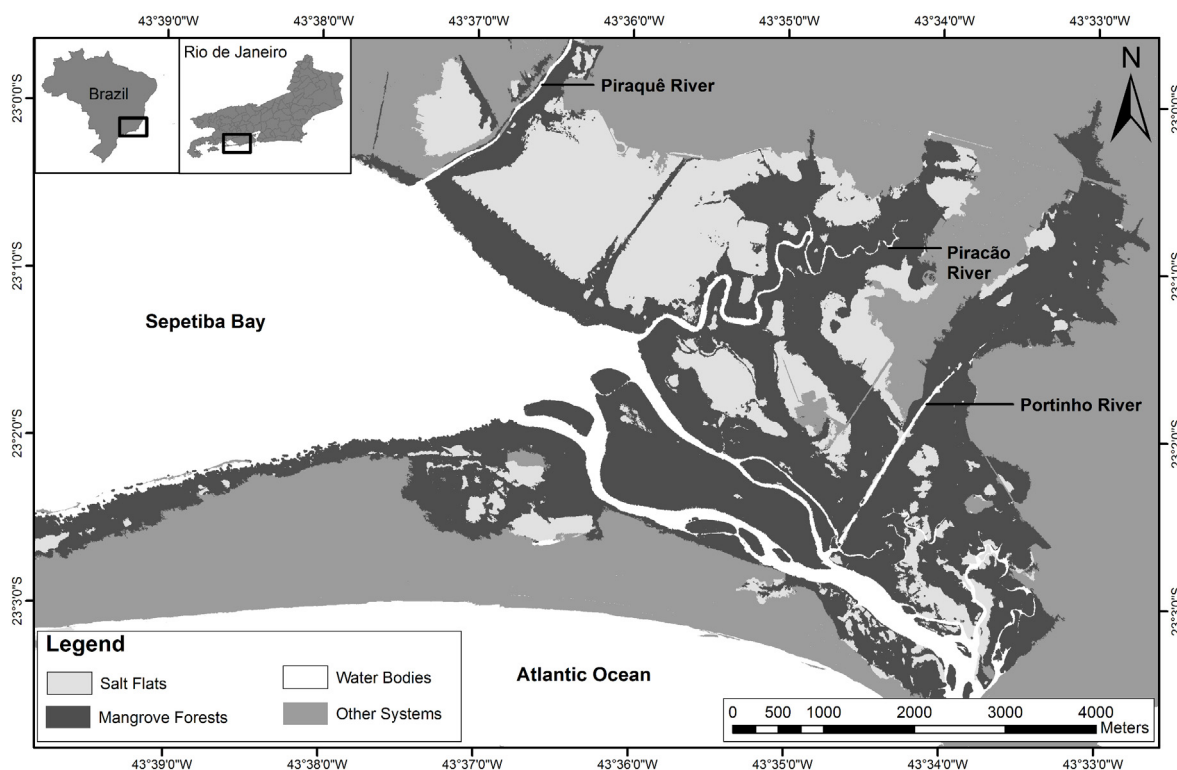 43°39'0"W 43°38'0"W 43°37'0"W 43°36'0"W 43°35'0"W 43°34'0"W 43°33'0"W
Brazil
Rio de Janeiro
Piraquê River
N
23°0'0"S
23°0'0"S
Piracão
River
23°1'0"S
23°1'0"S
Sepetiba Bay
Portinho River
23°2'0"S
23°2'0"S
23°3'0"S
23°3'0"S
Legend
Salt Flats
Water Bodies
Mangrove Forests
Other Systems
Atlantic Ocean
0 500 1000 2000 3000 4000
Meters
43°39'0"W 43°38'0"W 43°37'0"W 43°36'0"W 43°35'0"W 43°34'0"W 43°33'0"W